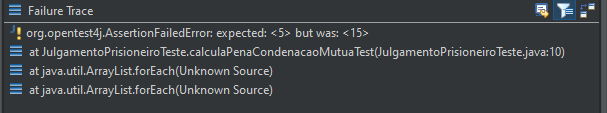 Failure Trace
org.opentest4j.AssertionFailedError: expected: <5> but was: <15>
at JulgamentoPrisioneiroTeste.calculaPenaCondenacaoMutuaTest(JulgamentoPrisioneiroTeste.java:10)
at java.util.ArrayList.forEach(Unknown Source)
at java.util.ArrayList.forEach(Unknown Source)